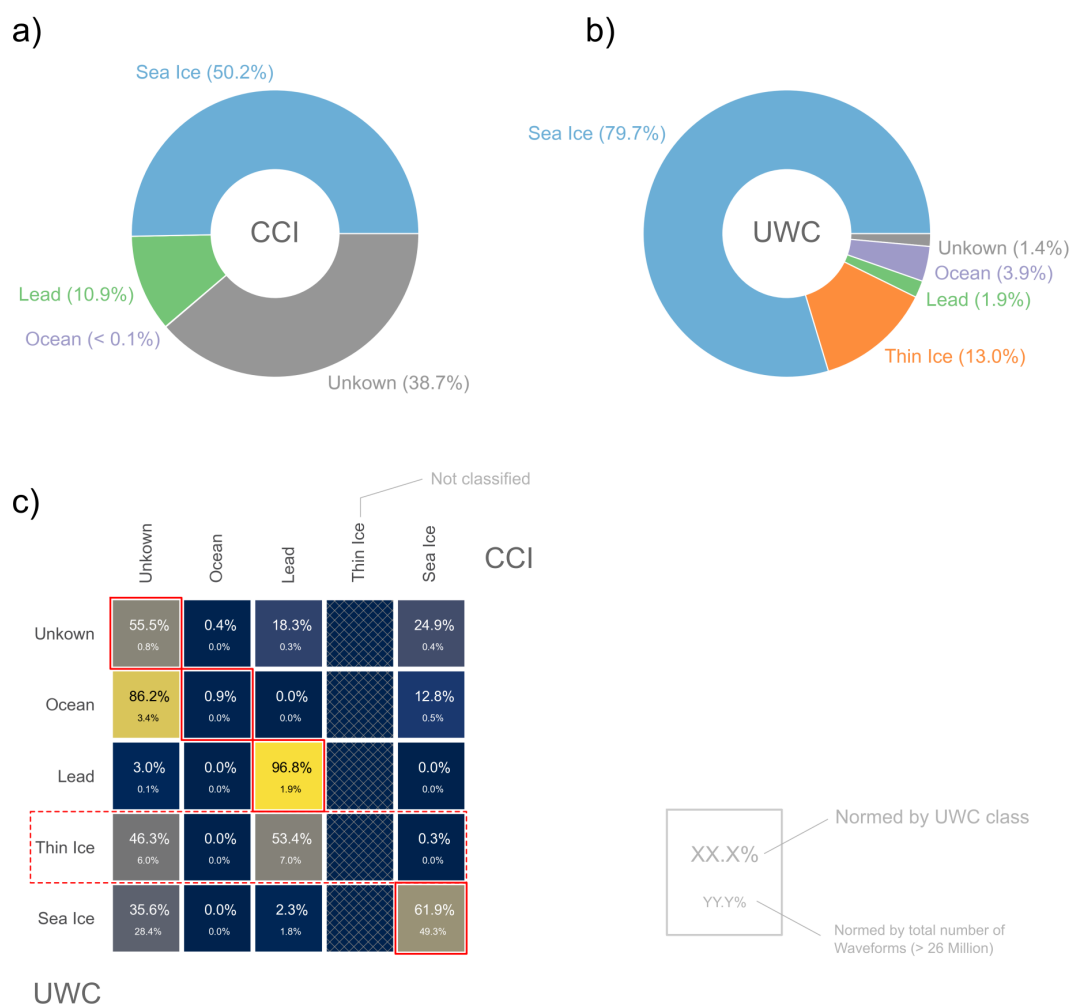 a)
b)
Sea Ice (50.2%)
CCI
Lead (10.9%)
Ocean (< 0.1%)
Unkown (38.7%)
Sea Ice (79.7%)
UWC
Unkown (1.4%)
Ocean (3.9%)
Lead (1.9%)
Thin Ice (13.0%)
c)
Not classified
Unkown
Ocean
Lead
Thin Ice
Sea Ice
CCI
Unkown
55.5% 0.4% 18.3% 24.9%
0.8% 0.0% 0.3% 0.4%
Ocean
86.2% 0.9% 0.0% 12.8%
3.4% 0.0% 0.0% 0.5%
Lead
3.0% 0.0% 96.8% 0.0%
0.1% 0.0% 1.9% 0.0%
Thin Ice
46.3% 0.0% 53.4% 0.3%
6.0% 0.0% 7.0% 0.0%
Sea Ice
35.6% 0.0% 2.3% 61.9%
28.4% 0.0% 1.8% 49.3%
UWC
XX.X%
Normed by UWC class
YY.Y%
Normed by total number of
Waveforms (> 26 Million)